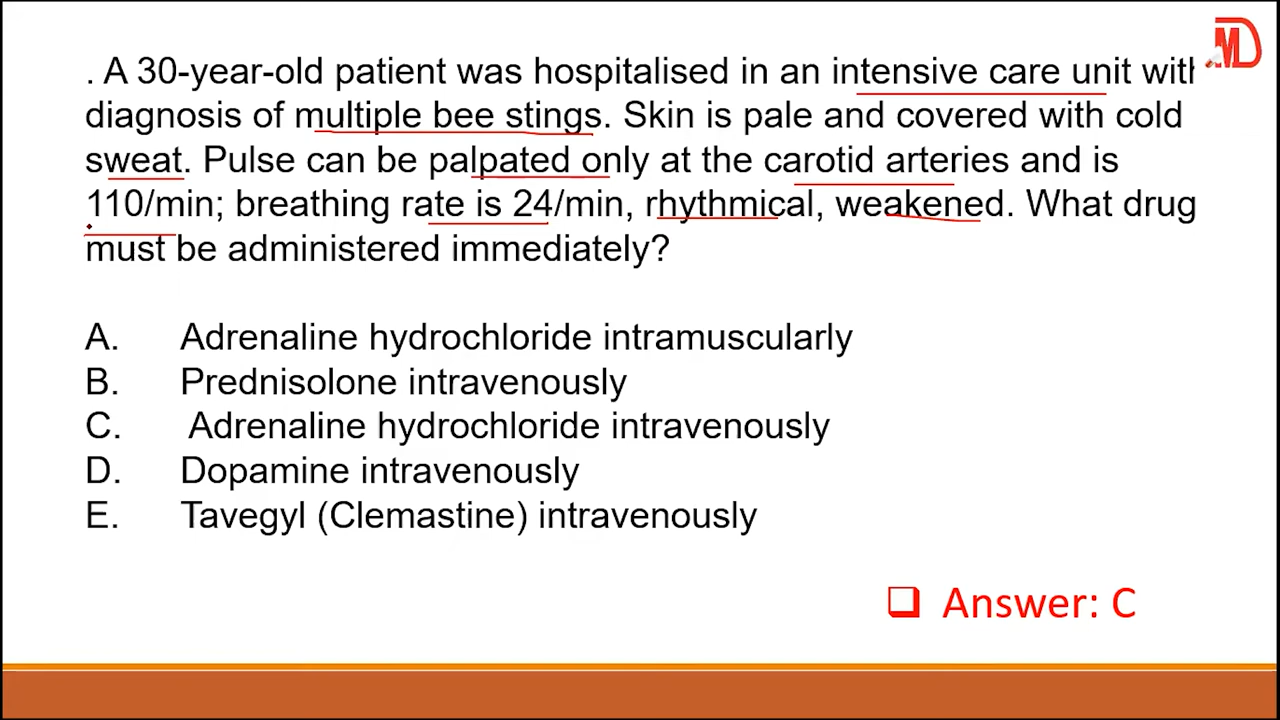 . A 30-year-old patient was hospitalised in an intensive care unit with
diagnosis of multiple bee stings. Skin is pale and covered with cold
sweat. Pulse can be palpated only at the carotid arteries and is
110/min; breathing rate is 24/min, rhythmical, weakened. What drug
must be administered immediately?
A. Adrenaline hydrochloride intramuscularly
B. Prednisolone intravenously
C. Adrenaline hydrochloride intravenously
D. Dopamine intravenously
E. Tavegyl (Clemastine) intravenously
❑ Answer: C
MD